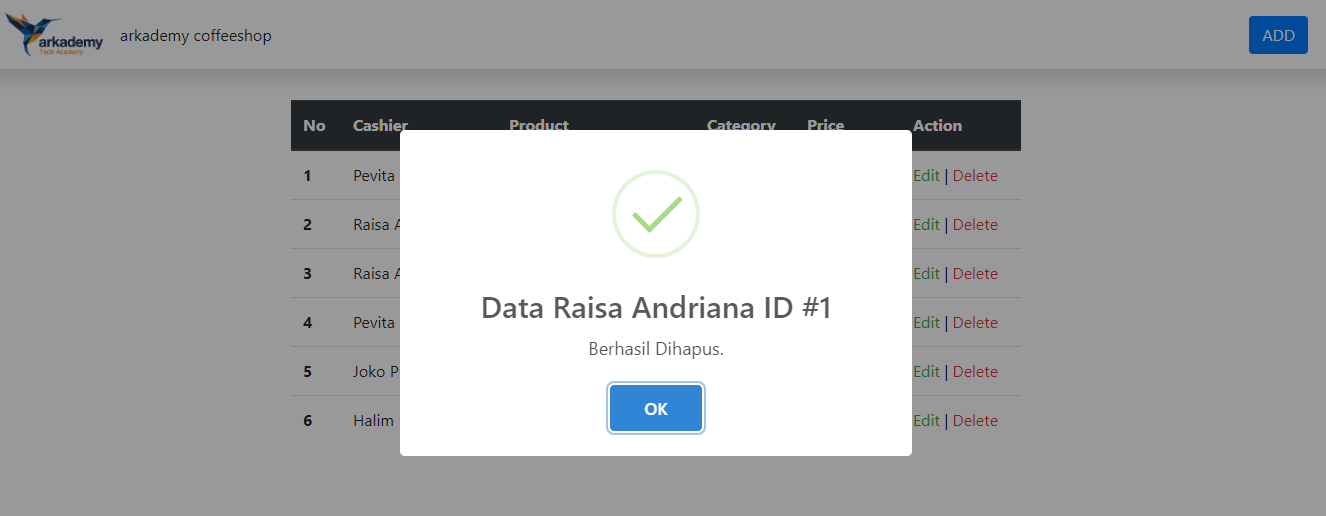 arkademy
Tech Academy
arkademy coffeeshop
ADD
No Cashier Product Category Price Action
1 Pevita Edit | Delete
2 Raisa Edit | Delete
3 Raisa Edit | Delete
4 Pevita Edit | Delete
5 Joko Edit | Delete
6 Halim Edit | Delete
Data Raisa Andriana ID #1
Berhasil Dihapus.
OK